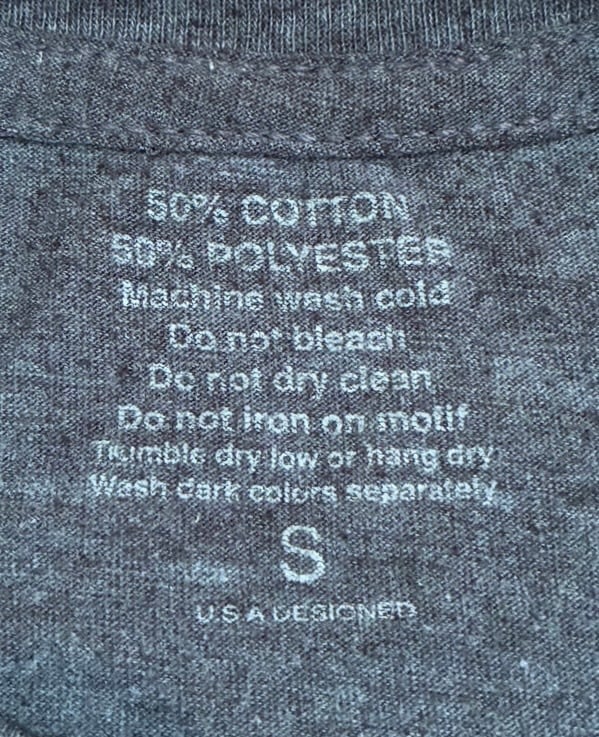 50% COTTON
50% POLYESTER
Machine wash cold
Do not bleach
Do not dry clean
Do not iron on motif
Tumble dry low or hang dry
Wash dark colors separately
S
U.S.A DESIGNED